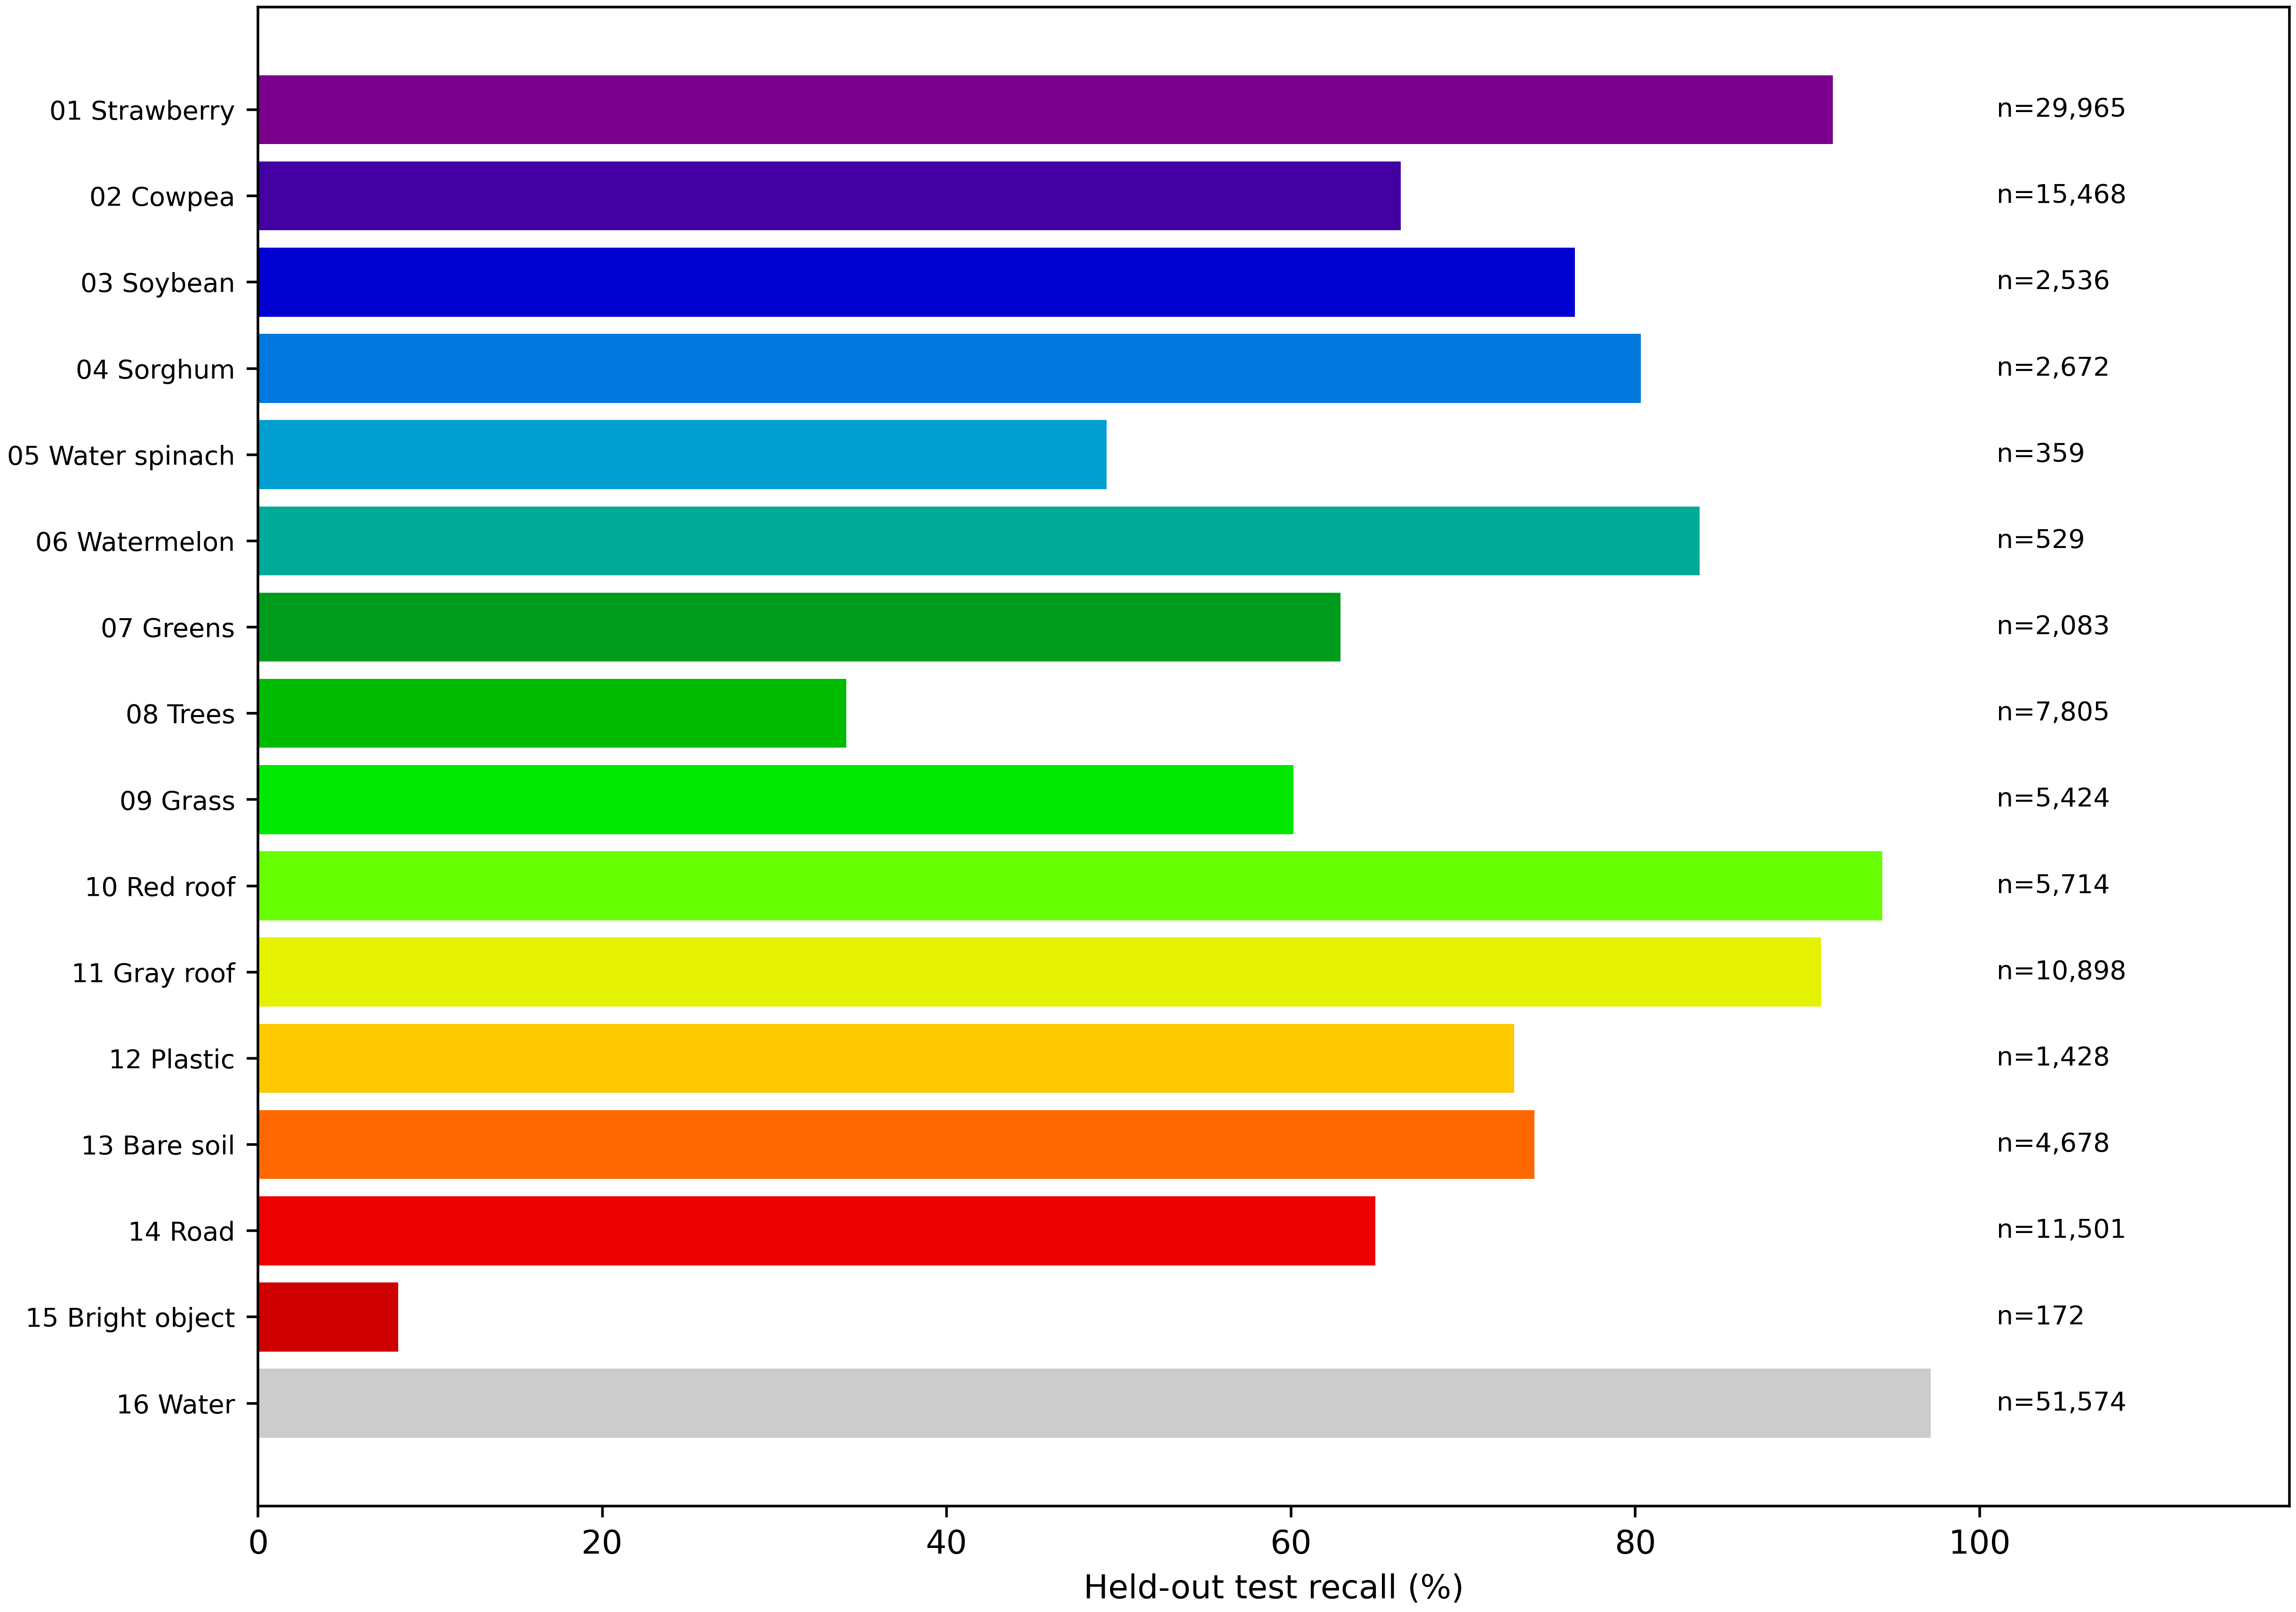 01 Strawberry n=29,965
02 Cowpea n=15,468
03 Soybean n=2,536
04 Sorghum n=2,672
05 Water spinach n=359
06 Watermelon n=529
07 Greens n=2,083
08 Trees n=7,805
09 Grass n=5,424
10 Red roof n=5,714
11 Gray roof n=10,898
12 Plastic n=1,428
13 Bare soil n=4,678
14 Road n=11,501
15 Bright object n=172
16 Water n=51,574
0 20 40 60 80 100
Held-out test recall (%)